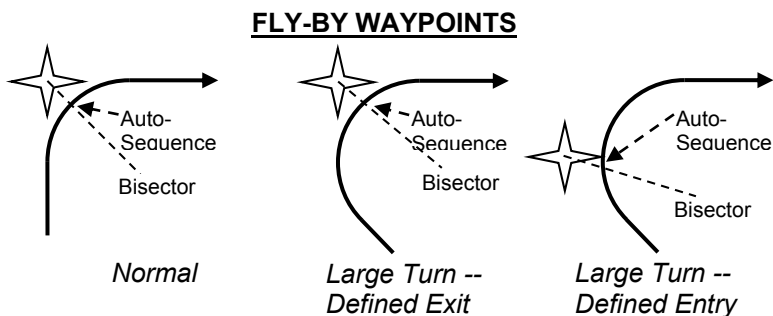 FLY-BY WAYPOINTS
Auto-
Sequence
Bisector
Normal
Auto-
Sequence
Bisector
Large Turn --
Defined Exit
Auto-
Sequence
Bisector
Large Turn --
Defined Entry